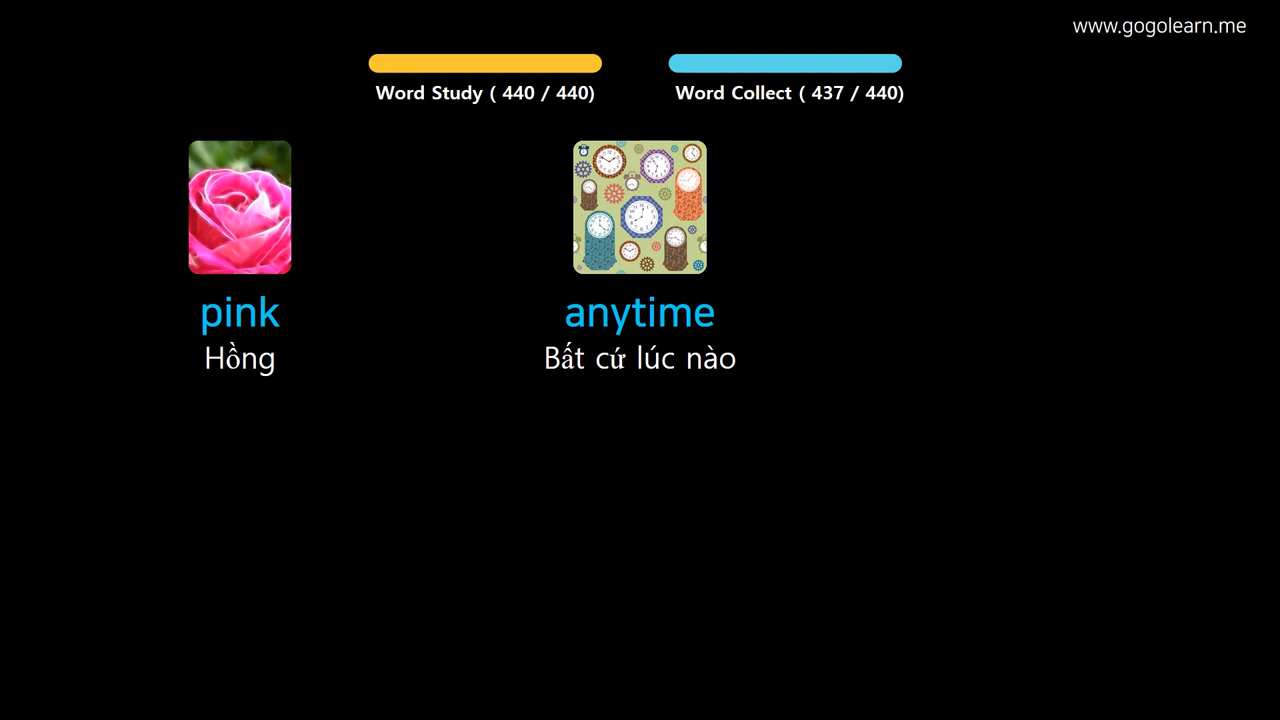 www.gogolearn.me
Word Study ( 440 / 440)
Word Collect ( 437 / 440)
pink
Hồng
anytime
Bất cứ lúc nào